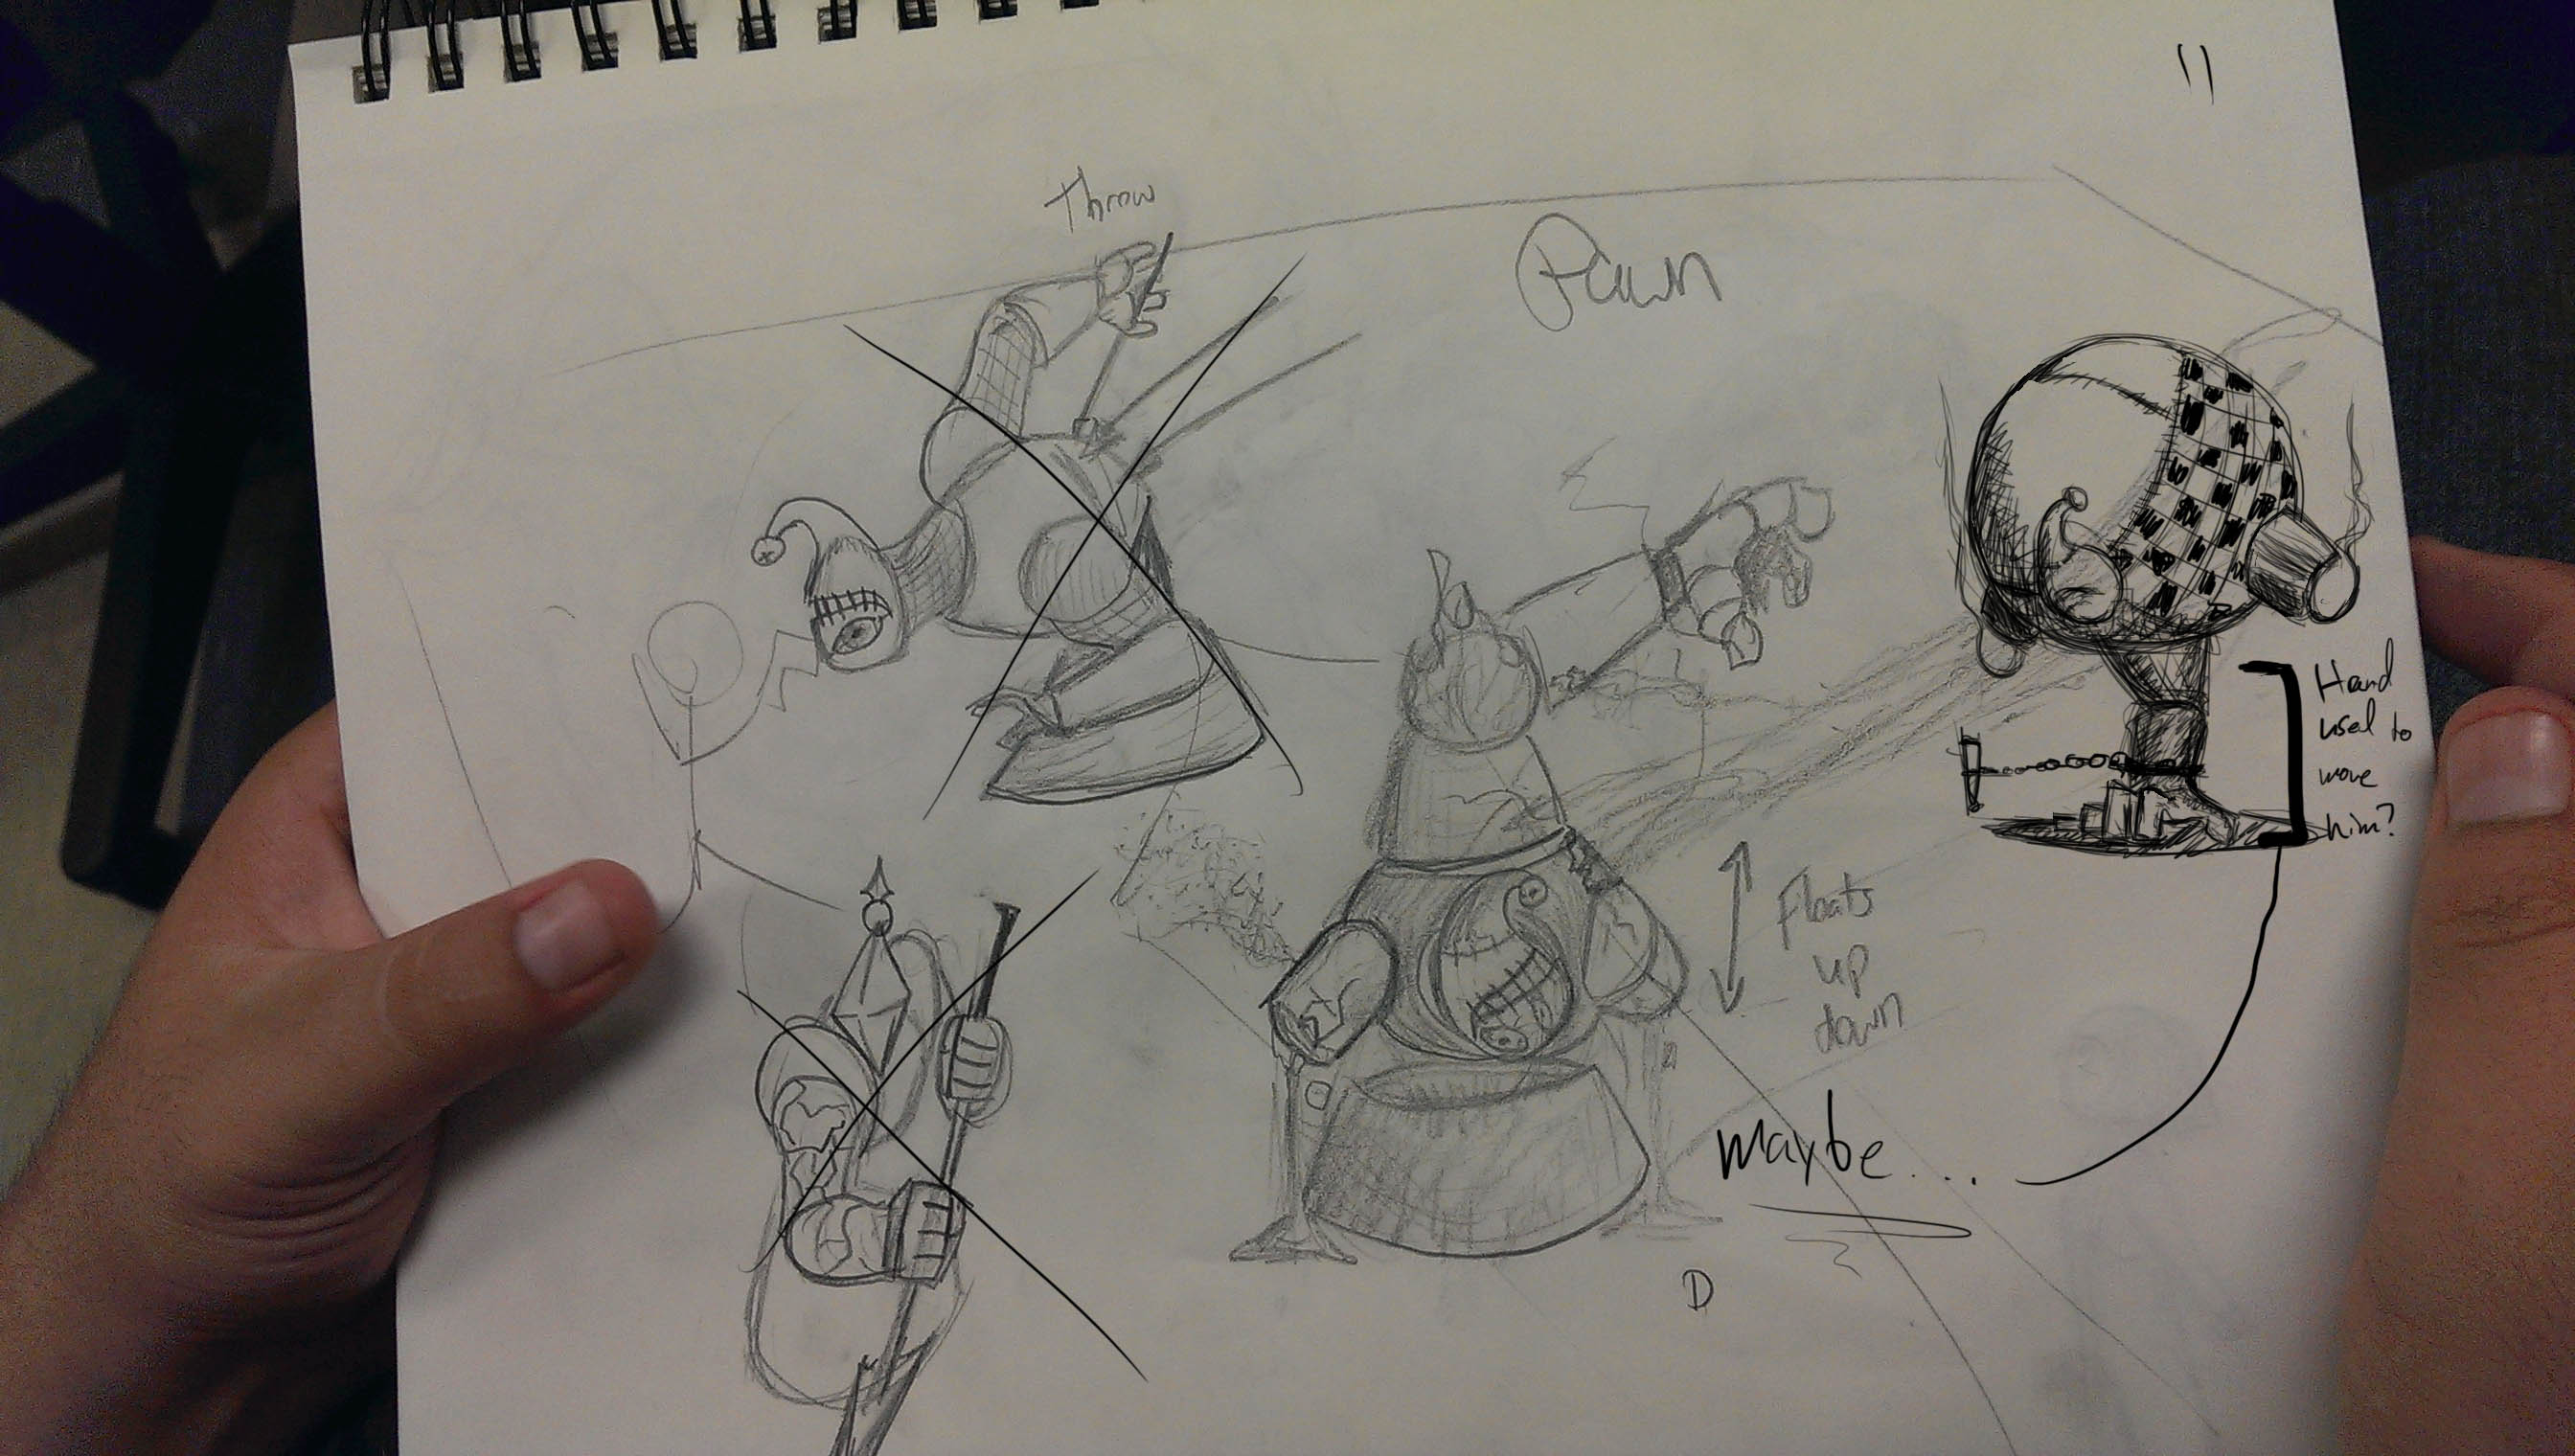 11
Throw
Pawn
Hand
used to
move
him?
Floats
up
down
Maybe...
D